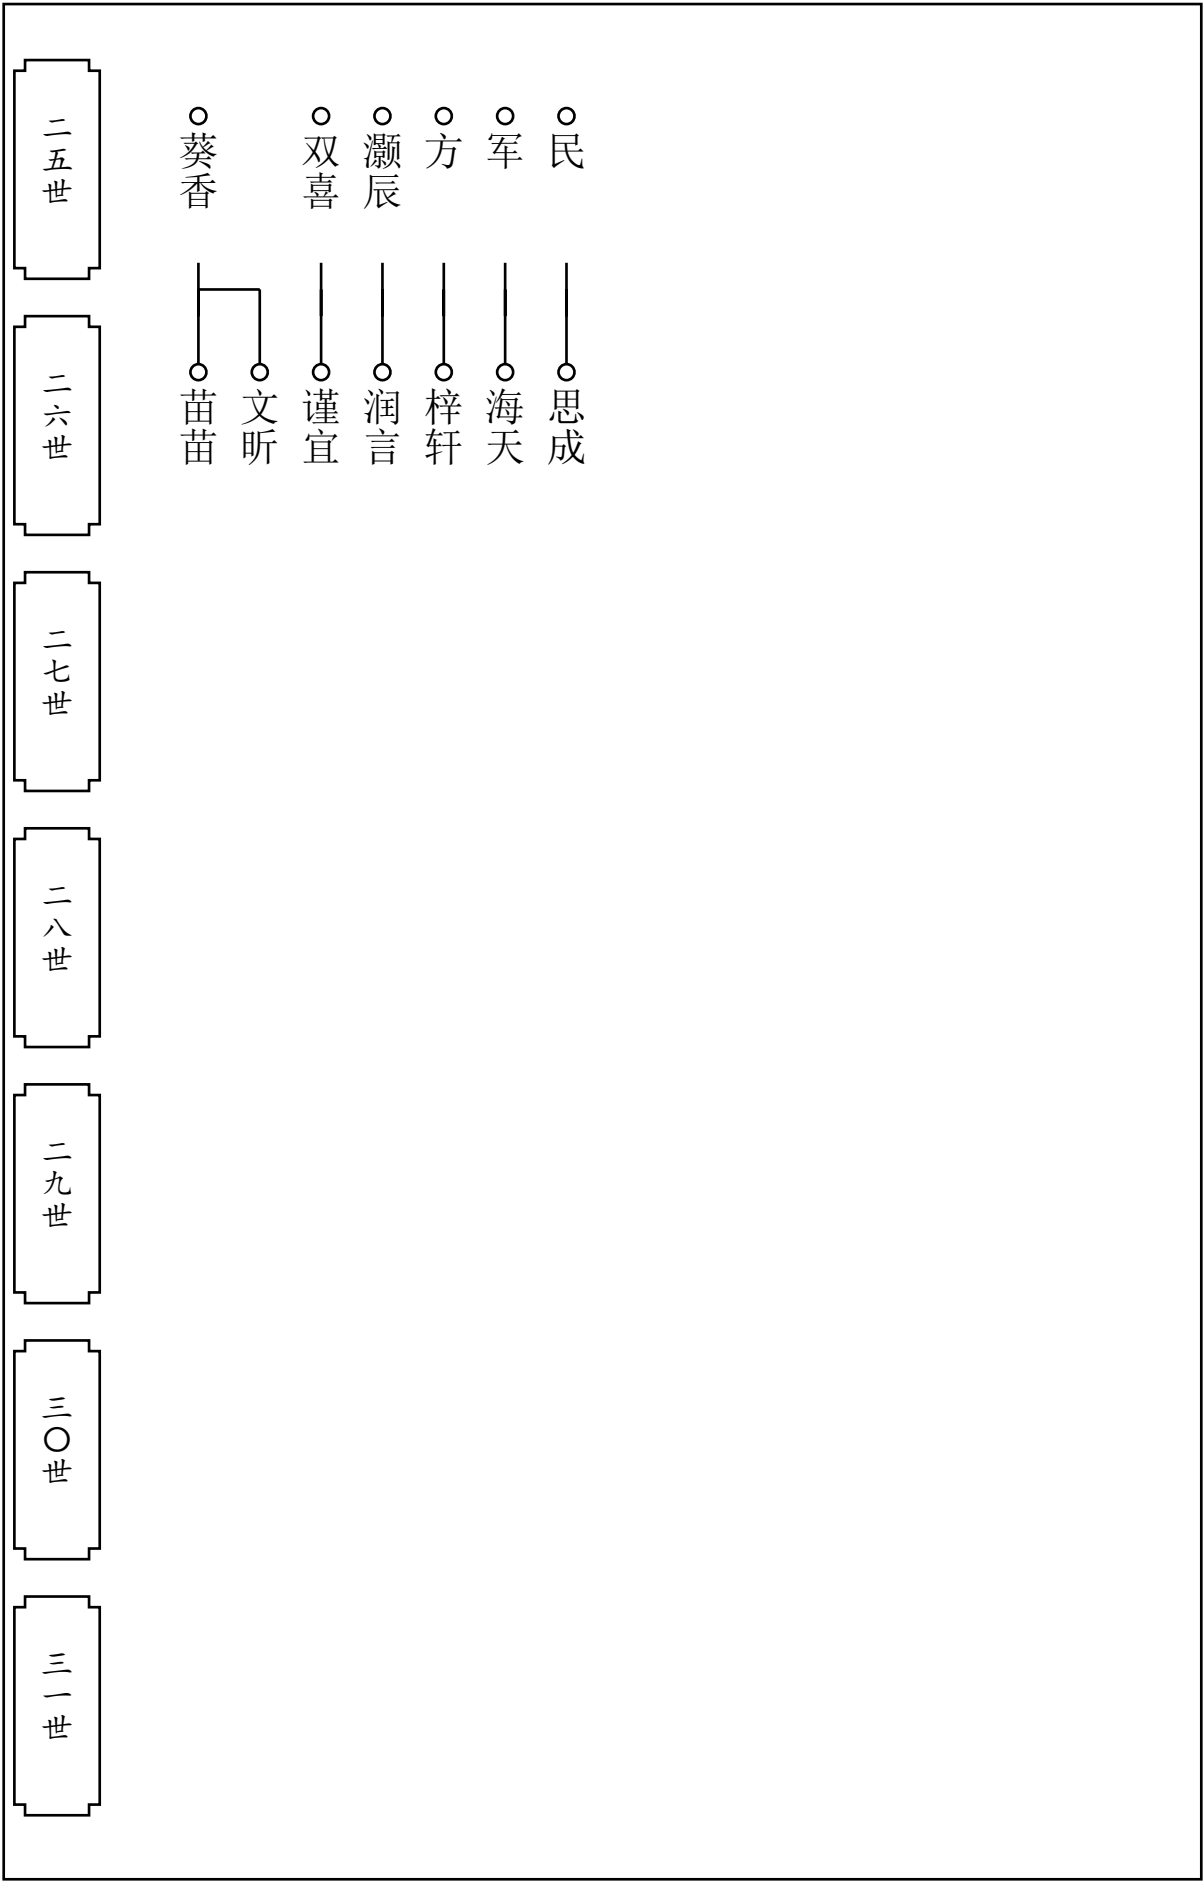 二五世
葵香
双喜
灏辰
方
军
民
二六世
苗苗
文昕
谨宜
润言
梓轩
海天
思成
二七世
二八世
二九世
三〇世
三一世